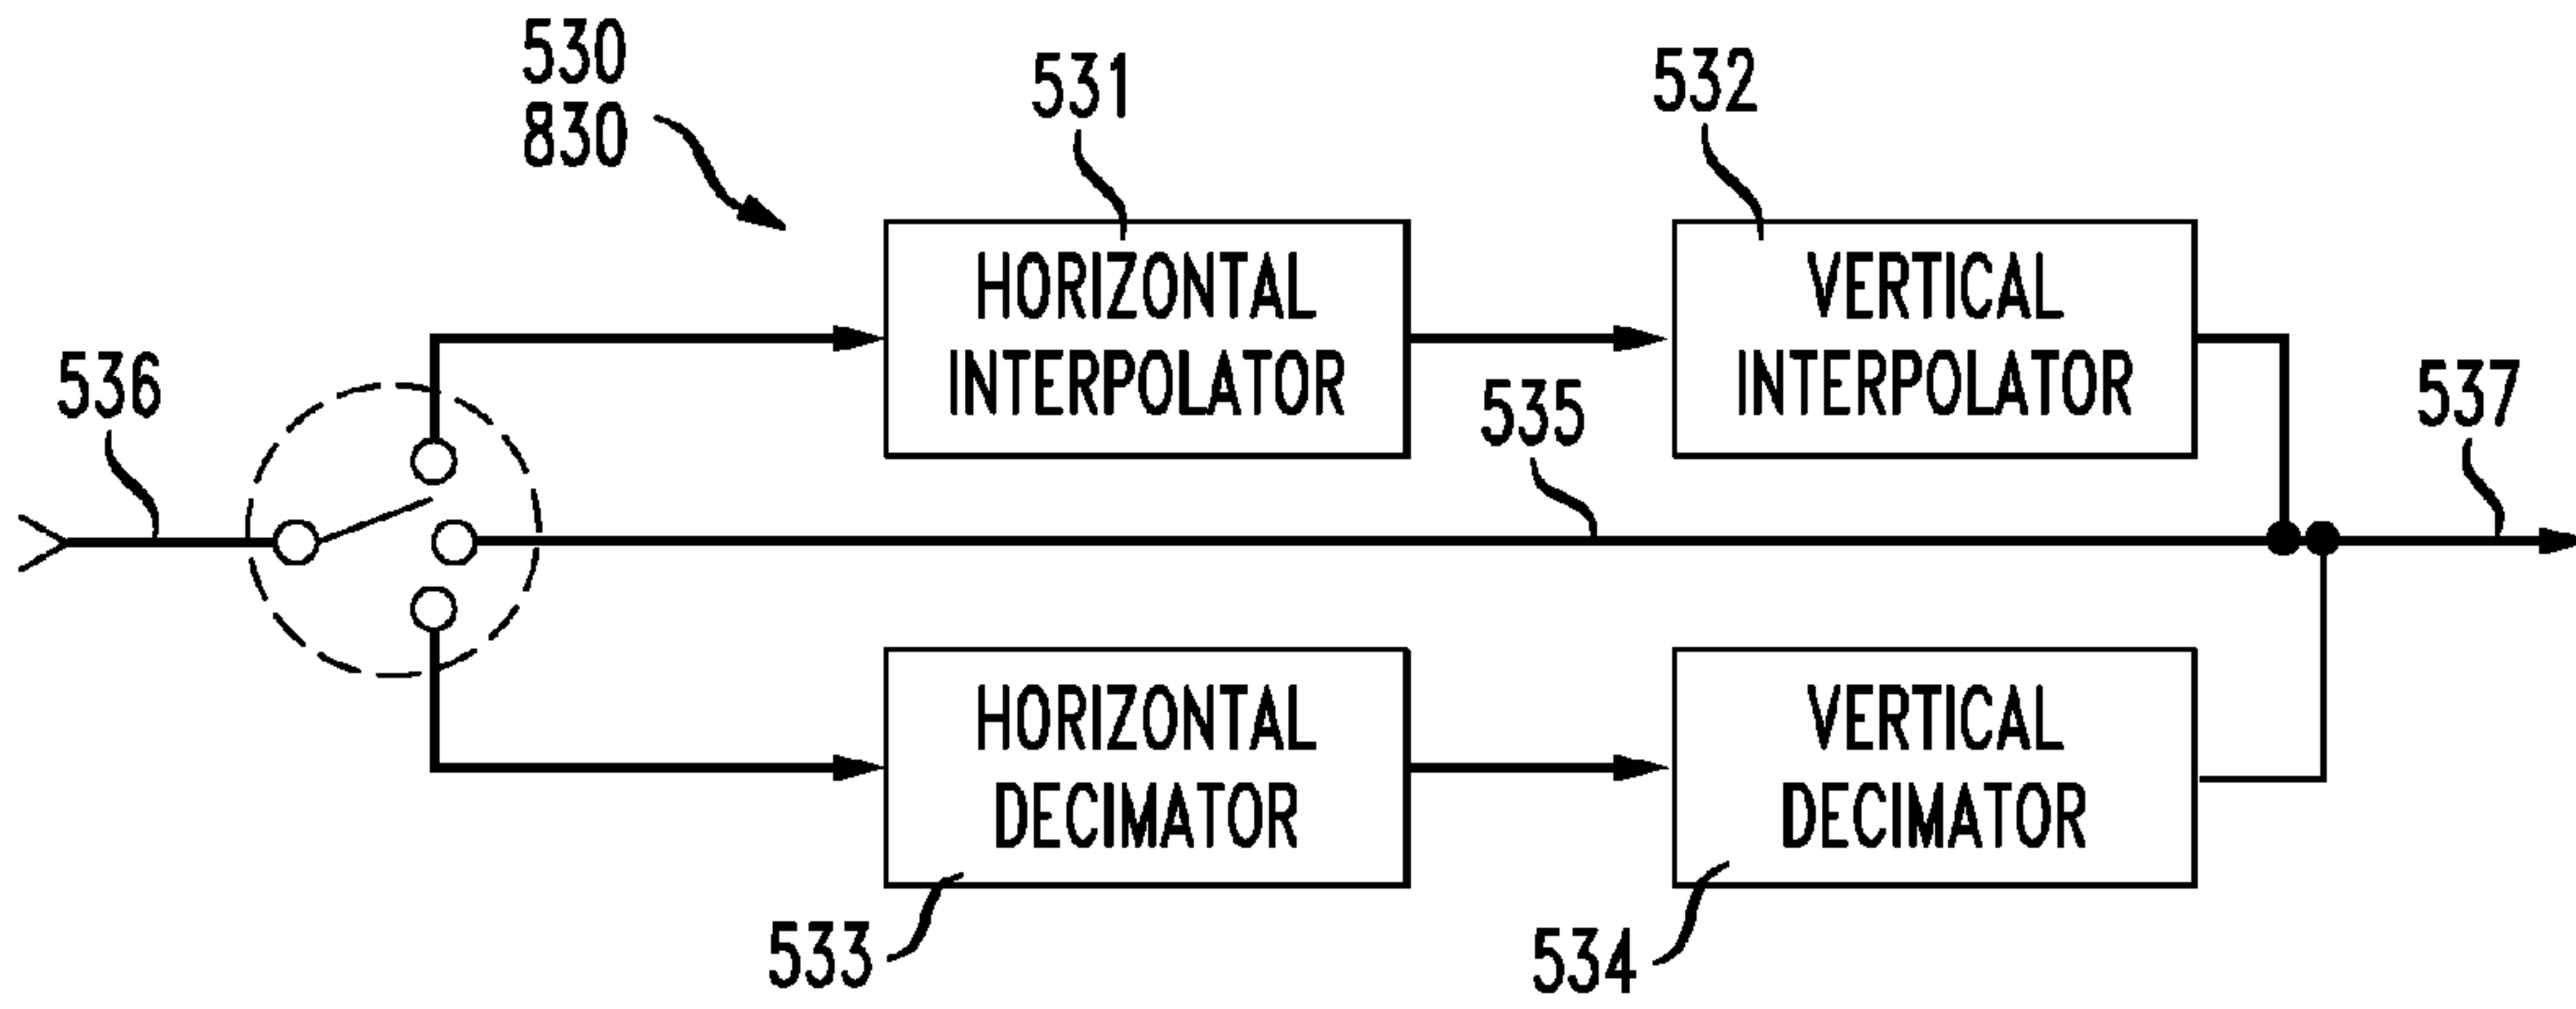 530
830
531
532
HORIZONTAL
INTERPOLATOR
VERTICAL
INTERPOLATOR
536
535
537
HORIZONTAL
DECIMATOR
VERTICAL
DECIMATOR
533
534